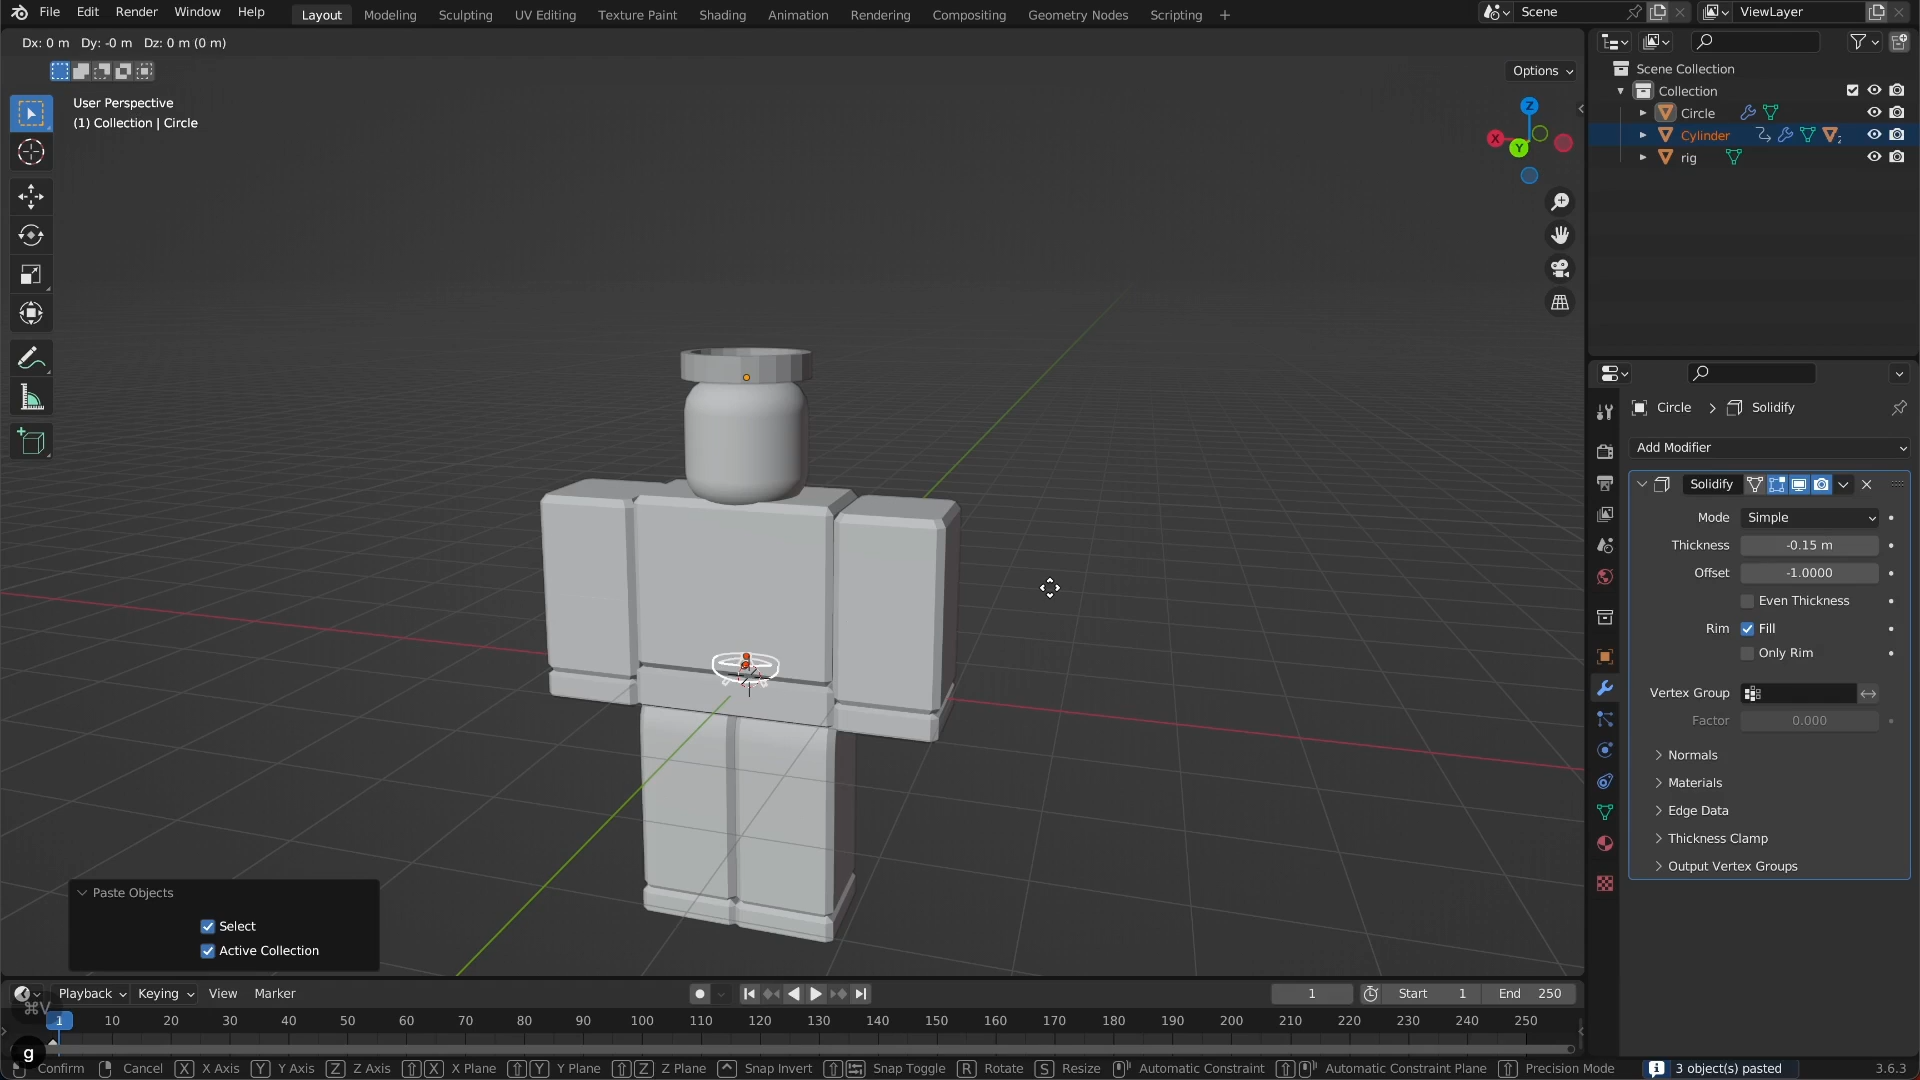 File Edit Render Window Help
Layout Modeling Sculpting UV Editing Texture Paint Shading Animation Rendering Compositing Geometry Nodes Scripting +
Scene
ViewLayer
Dx: 0 m Dy: -0 m Dz: 0 m (0 m)
Options
User Perspective
(1) Collection | Circle
Z
X
Y
Scene Collection
Collection
Circle
Cylinder
2
rig
Circle > Solidify
Add Modifier
Solidify
Mode Simple
Thickness -0.15 m
Offset -1.0000
Even Thickness
Rim Fill
Only Rim
Vertex Group
Factor 0.000
Normals
Materials
Edge Data
Thickness Clamp
Output Vertex Groups
Paste Objects
Select
Active Collection
Playback Keying View Marker
1
Start 1
End 250
⌘V
1 10 20 30 40 50 60 70 80 90 100 110 120 130 140 150 160 170 180 190 200 210 220 230 240 250
g
Confirm Cancel X X Axis Y Y Axis Z Z Axis X X Plane Y Y Plane Z Z Plane Snap Invert Snap Toggle R Rotate S Resize Automatic Constraint Automatic Constraint Plane Precision Mode
3 object(s) pasted
3.6.3